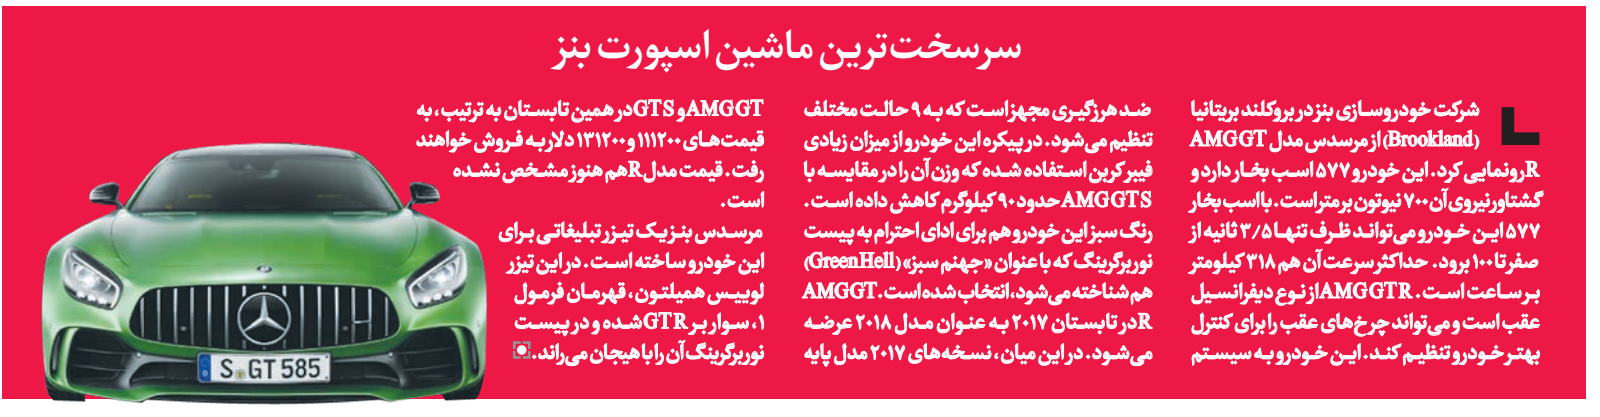 سرسخت‌ترین ماشین اسپورت بنز
شرکت خودروسازی بنز در بروکلند بریتانیا
(Brookland) از مرسدس مدل AMG GT
R رونمایی کرد. این خودرو ۵۷۷ اسب بخار دارد و
گشتاور نیروی آن ۷۰۰ نیوتون بر متر است. با اسب بخار
۵۷۷ این خودرو می‌تواند ظرف تنها ۳/۵ ثانیه از
صفر تا ۱۰۰ برود. حداکثر سرعت آن هم ۳۱۸ کیلومتر
بر ساعت است. AMG GTR از نوع دیفرانسیل
عقب است و می‌تواند چرخ‌های عقب را برای کنترل
بهتر خودرو تنظیم کند. این خودرو به سیستم
ضد هرزگیری مجهز است که به ۹ حالت مختلف
تنظیم می‌شود. در پیکره این خودرو از میزان زیادی
فیبر کربن استفاده شده که وزن آن را در مقایسه با
AMG GTS حدود ۹۰ کیلوگرم کاهش داده است.
رنگ سبز این خودرو هم برای ادای احترام به پیست
نوربرگرینگ که با عنوان «جهنم سبز» (Green Hell)
هم شناخته می‌شود، انتخاب شده است. AMG GT
R در تابستان ۲۰۱۷ به عنوان مدل ۲۰۱۸ عرضه
می‌شود. در این میان، نسخه‌های ۲۰۱۷ مدل پایه
AMG GT و GTS در همین تابستان به ترتیب، به
قیمت‌های ۱۱۱۲۰۰ و ۱۳۱۲۰۰ دلار به فروش خواهند
رفت. قیمت مدل R هم هنوز مشخص نشده
است.
مرسدس بنز یک تیزر تبلیغاتی برای
این خودرو ساخته است. در این تیزر
لوییس همیلتون، قهرمان فرمول
۱، سوار بر GTR شده و در پیست
نوربرگرینگ آن را با هیجان می‌راند.
S GT 585